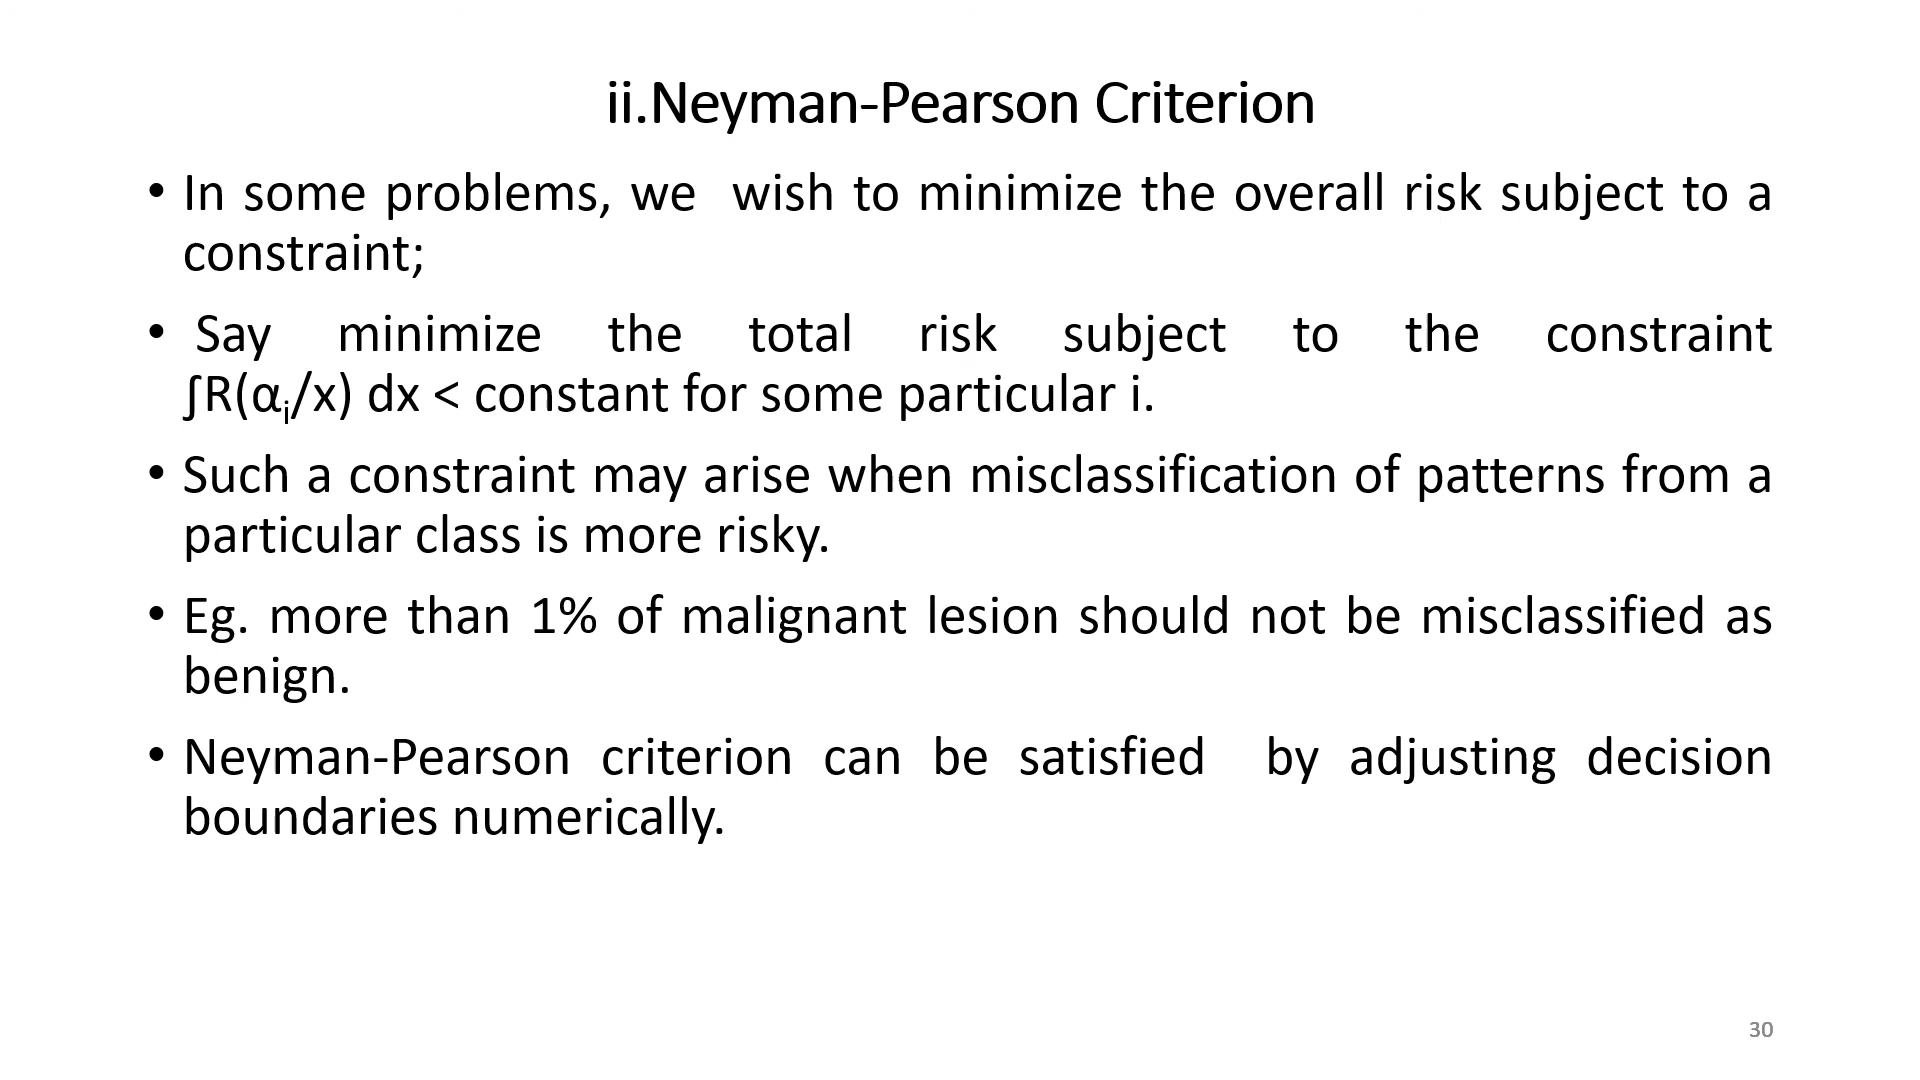 ii.Neyman-Pearson Criterion
• In some problems, we  wish to minimize the overall risk subject to a
constraint;
• Say minimize the total risk subject to the constraint
∫R(αi/x) dx < constant for some particular i.
• Such a constraint may arise when misclassification of patterns from a
particular class is more risky.
• Eg. more than 1% of malignant lesion should not be misclassified as
benign.
• Neyman-Pearson criterion can be satisfied  by adjusting decision
boundaries numerically.
30